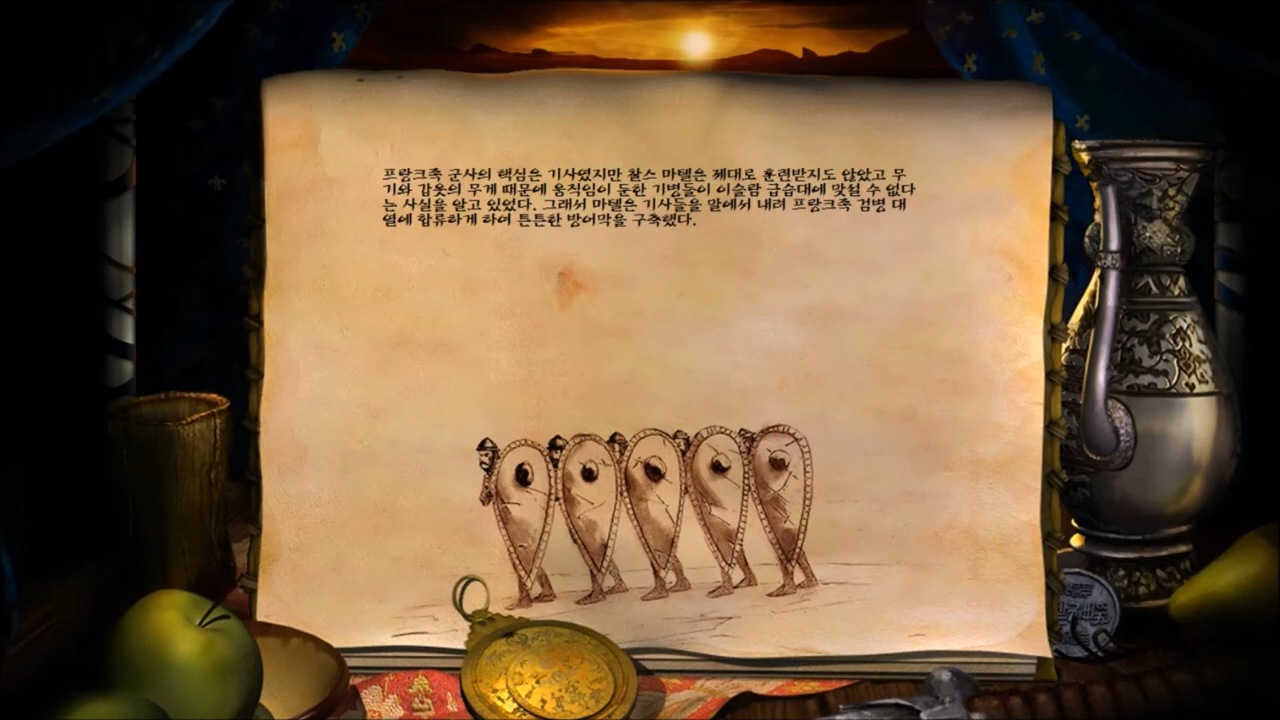 프랑크족 군사의 핵심은 기사였지만 찰스 마텔은 제대로 훈련받지도 않았고 무
기와 갑옷의 무게 때문에 움직임이 둔한 기병들이 이슬람 급습대에 맞설 수 없다
는 사실을 알고 있었다. 그래서 마텔은 기사들을 말에서 내려 프랑크족 검병 대
열에 합류하게 하여 튼튼한 방어막을 구축했다.